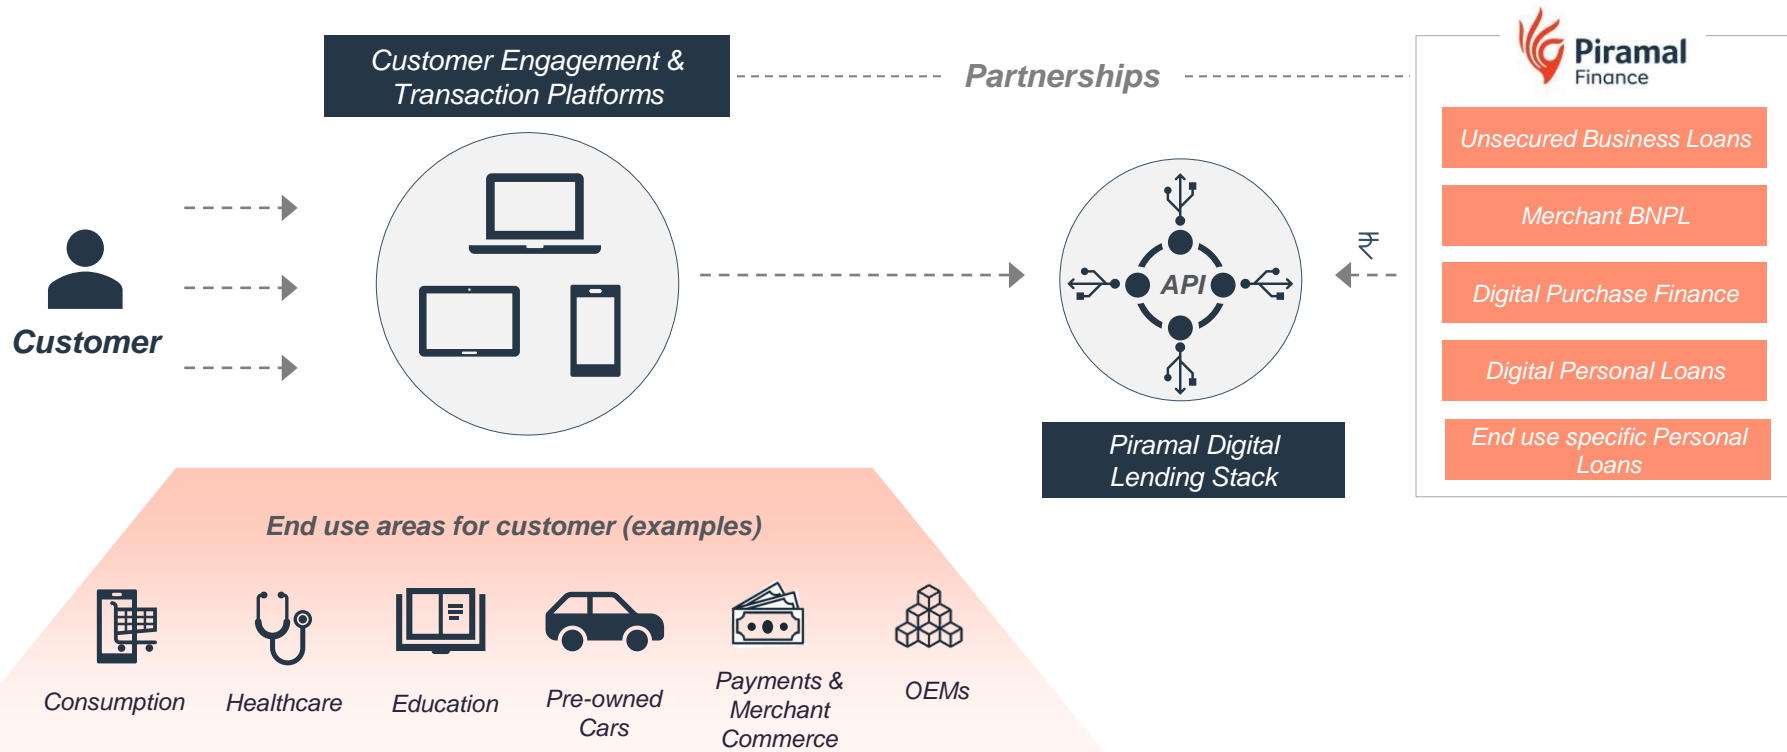 Customer Engagement &
Transaction Platforms
Partnerships
Piramal
Finance
Unsecured Business Loans
Merchant BNPL
Digital Purchase Finance
Digital Personal Loans
End use specific Personal
Loans
₹
API
Customer
Piramal Digital
Lending Stack
End use areas for customer (examples)
Consumption
Healthcare
Education
Pre-owned
Cars
Payments &
Merchant
Commerce
OEMs